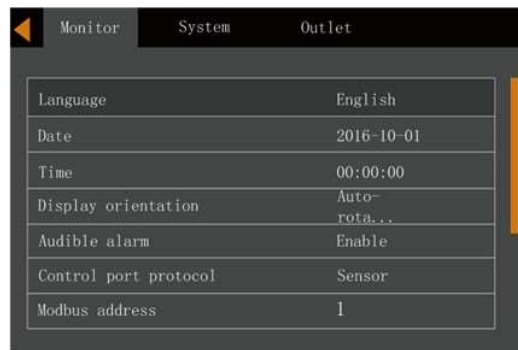 Monitor System Outlet
Language English
Date 2016-10-01
Time 00:00:00
Display orientation Auto-
rota...
Audible alarm Enable
Control port protocol Sensor
Modbus address 1